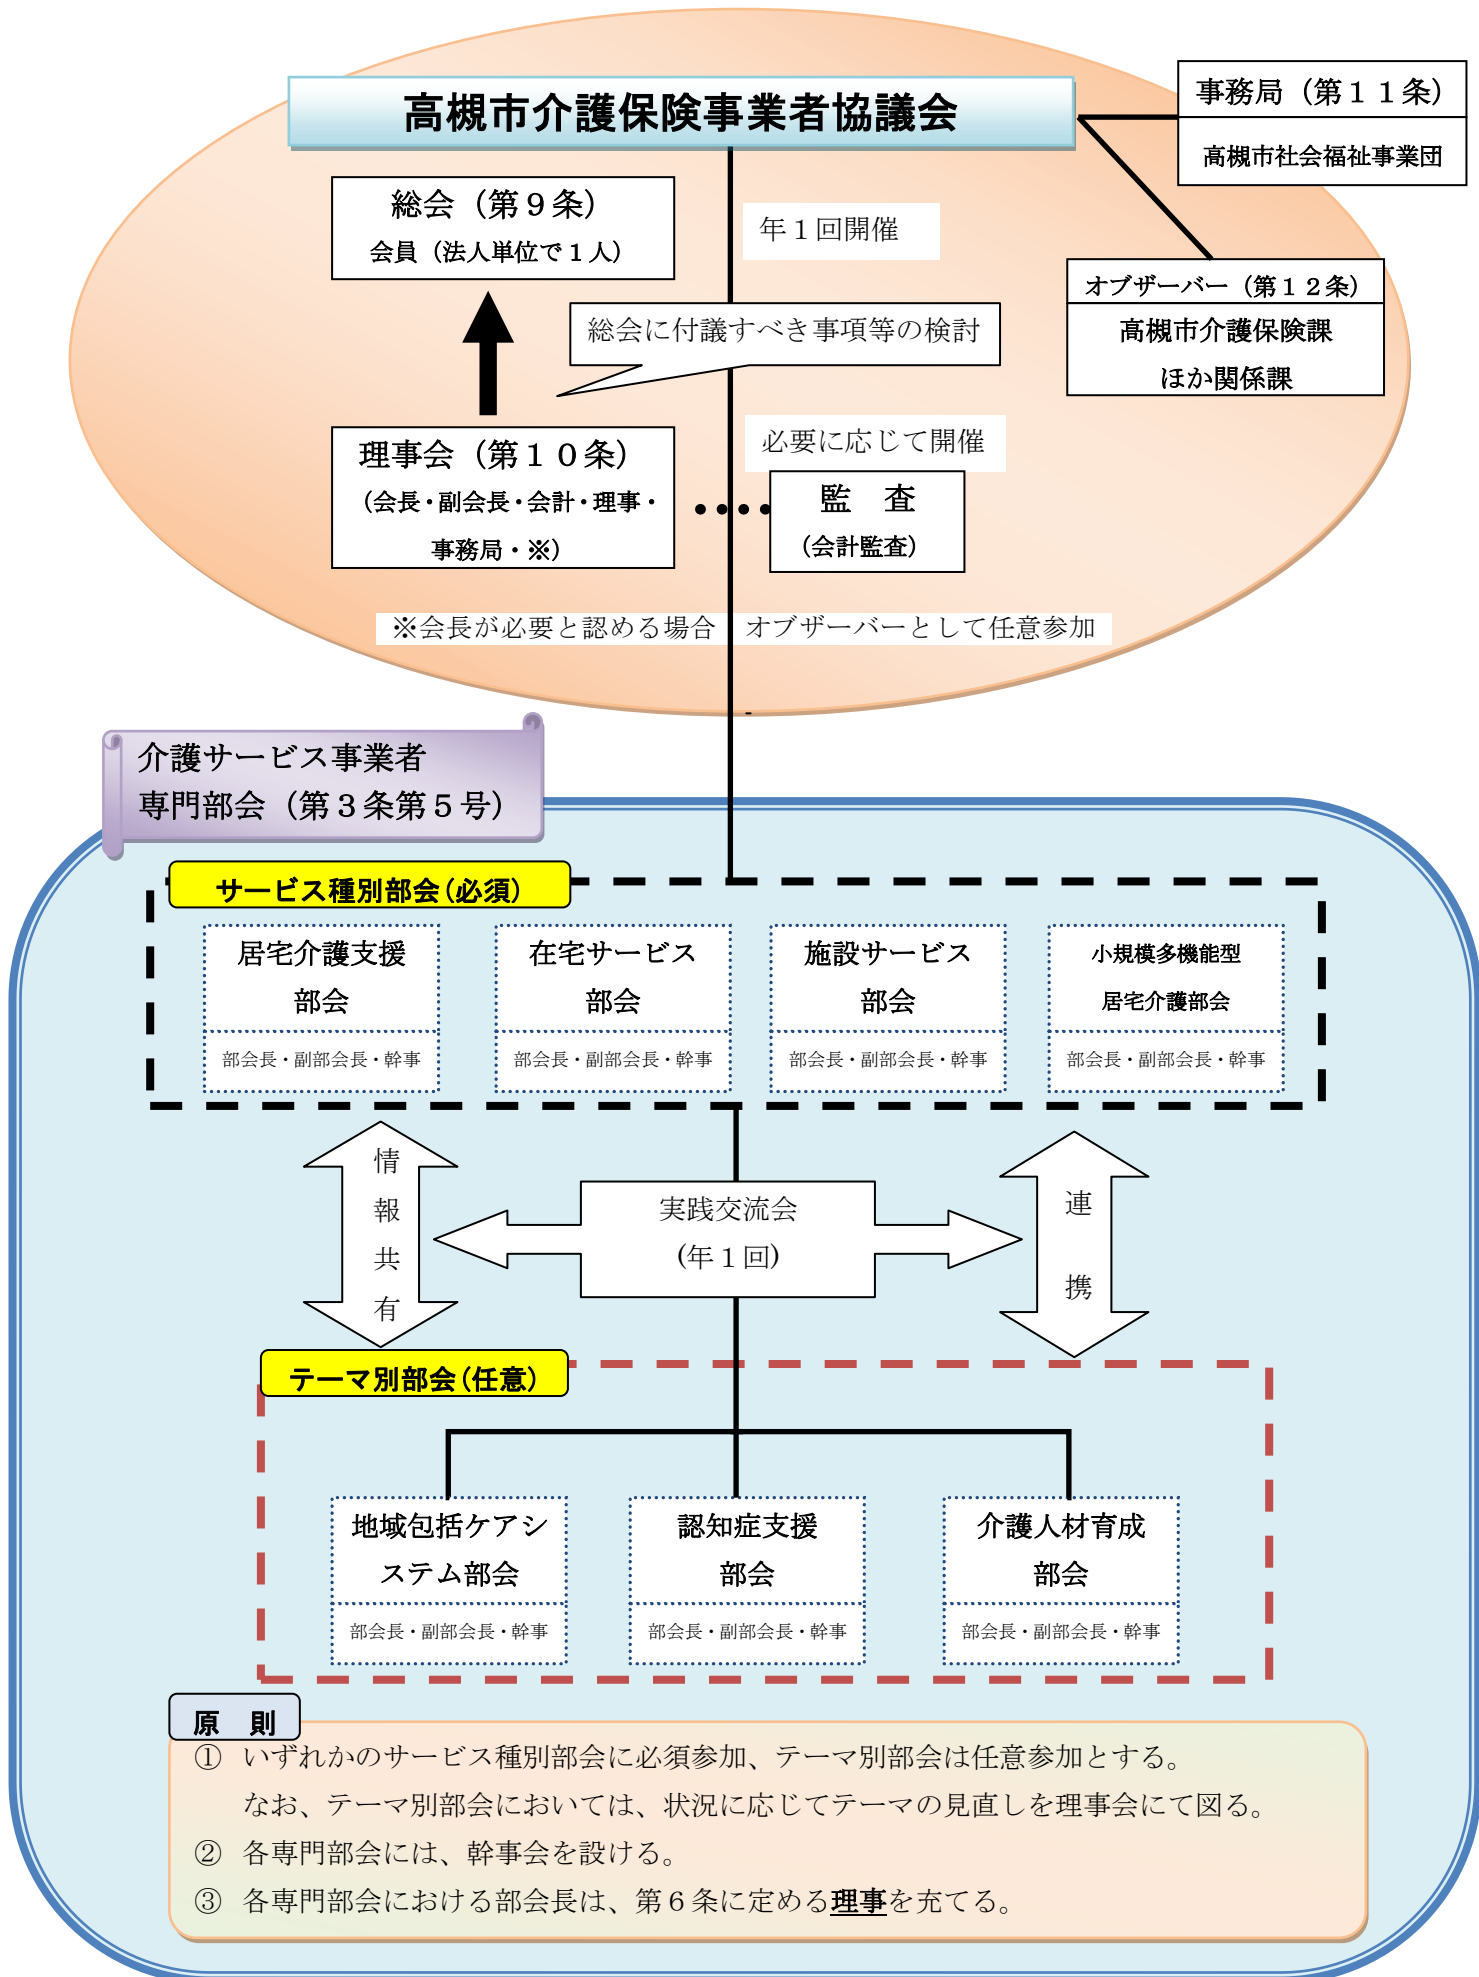 高槻市介護保険事業者協議会
事務局（第１１条）
高槻市社会福祉事業団
総会（第９条）
会員（法人単位で１人）
年１回開催
オブザーバー（第１２条）
高槻市介護保険課
ほか関係課
総会に付議すべき事項等の検討
理事会（第１０条）
（会長・副会長・会計・理事・
事務局・※）
必要に応じて開催
監　査
（会計監査）
※会長が必要と認める場合　オブザーバーとして任意参加
介護サービス事業者
専門部会（第３条第５号）
サービス種別部会（必須）
居宅介護支援
部会
部会長・副部会長・幹事
在宅サービス
部会
部会長・副部会長・幹事
施設サービス
部会
部会長・副部会長・幹事
小規模多機能型
居宅介護部会
部会長・副部会長・幹事
情報共有
実践交流会
(年１回)
連携
テーマ別部会（任意）
地域包括ケアシ
ステム部会
部会長・副部会長・幹事
認知症支援
部会
部会長・副部会長・幹事
介護人材育成
部会
部会長・副部会長・幹事
原　則
①　いずれかのサービス種別部会に必須参加、テーマ別部会は任意参加とする。
なお、テーマ別部会においては、状況に応じてテーマの見直しを理事会にて図る。
②　各専門部会には、幹事会を設ける。
③　各専門部会における部会長は、第６条に定める理事を充てる。